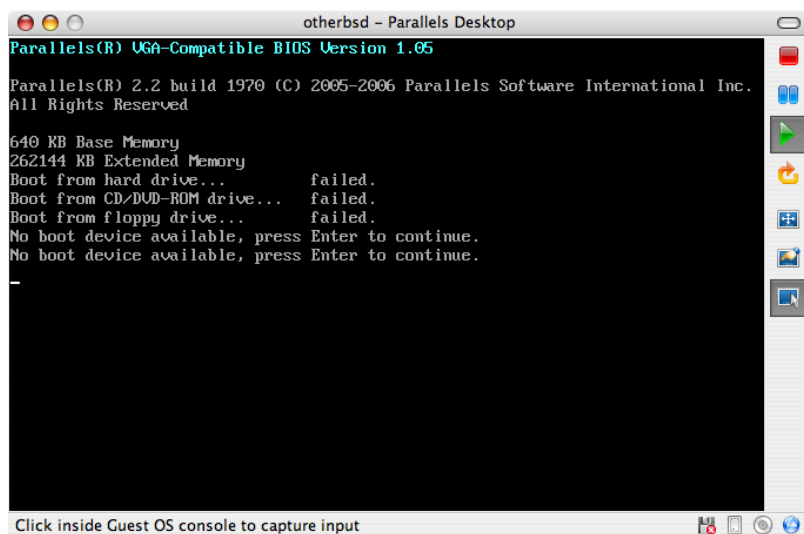 otherbsd – Parallels Desktop
Parallels(R) VGA-Compatible BIOS Version 1.05
Parallels(R) 2.2 build 1970 (C) 2005-2006 Parallels Software International Inc.
All Rights Reserved
640 KB Base Memory
262144 KB Extended Memory
Boot from hard drive... failed.
Boot from CD/DVD-ROM drive... failed.
Boot from floppy drive... failed.
No boot device available, press Enter to continue.
No boot device available, press Enter to continue.
Click inside Guest OS console to capture input